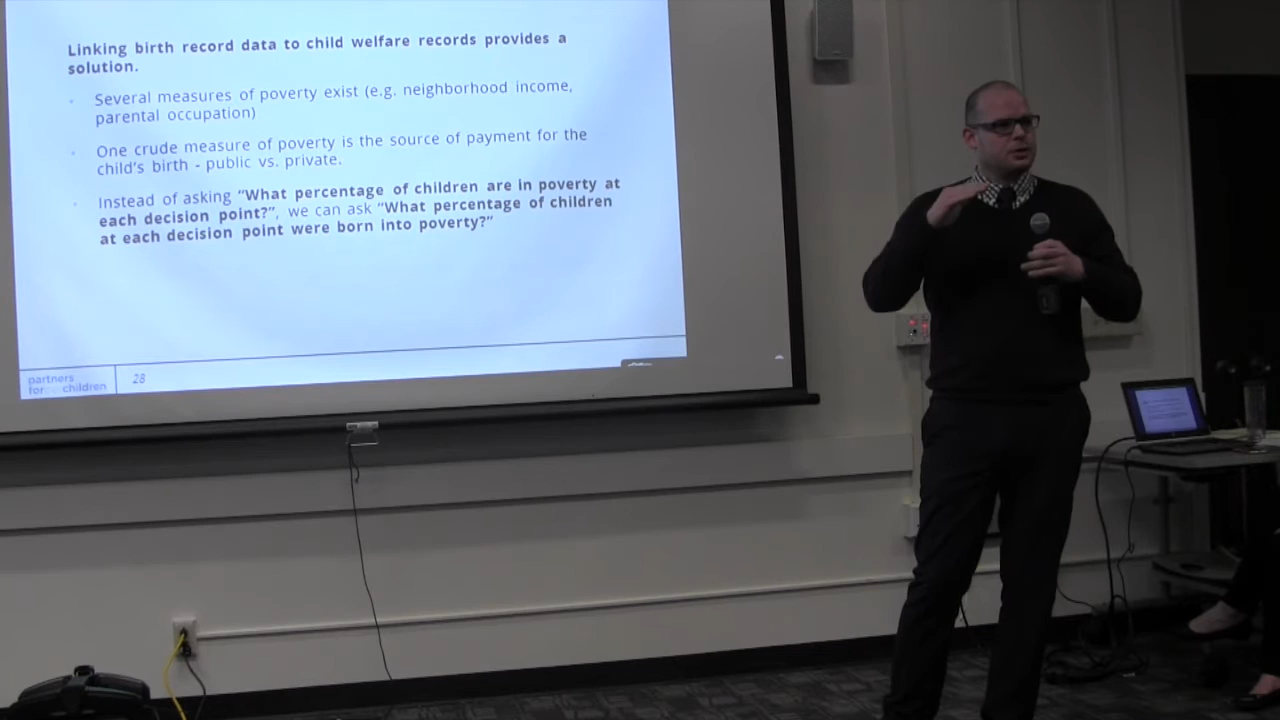 Linking birth record data to child welfare records provides a
solution.
Several measures of poverty exist (e.g. neighborhood income,
parental occupation)
One crude measure of poverty is the source of payment for the
child's birth - public vs. private.
Instead of asking “What percentage of children are in poverty at
each decision point?”, we can ask “What percentage of children
at each decision point were born into poverty?”
partners
for children
28